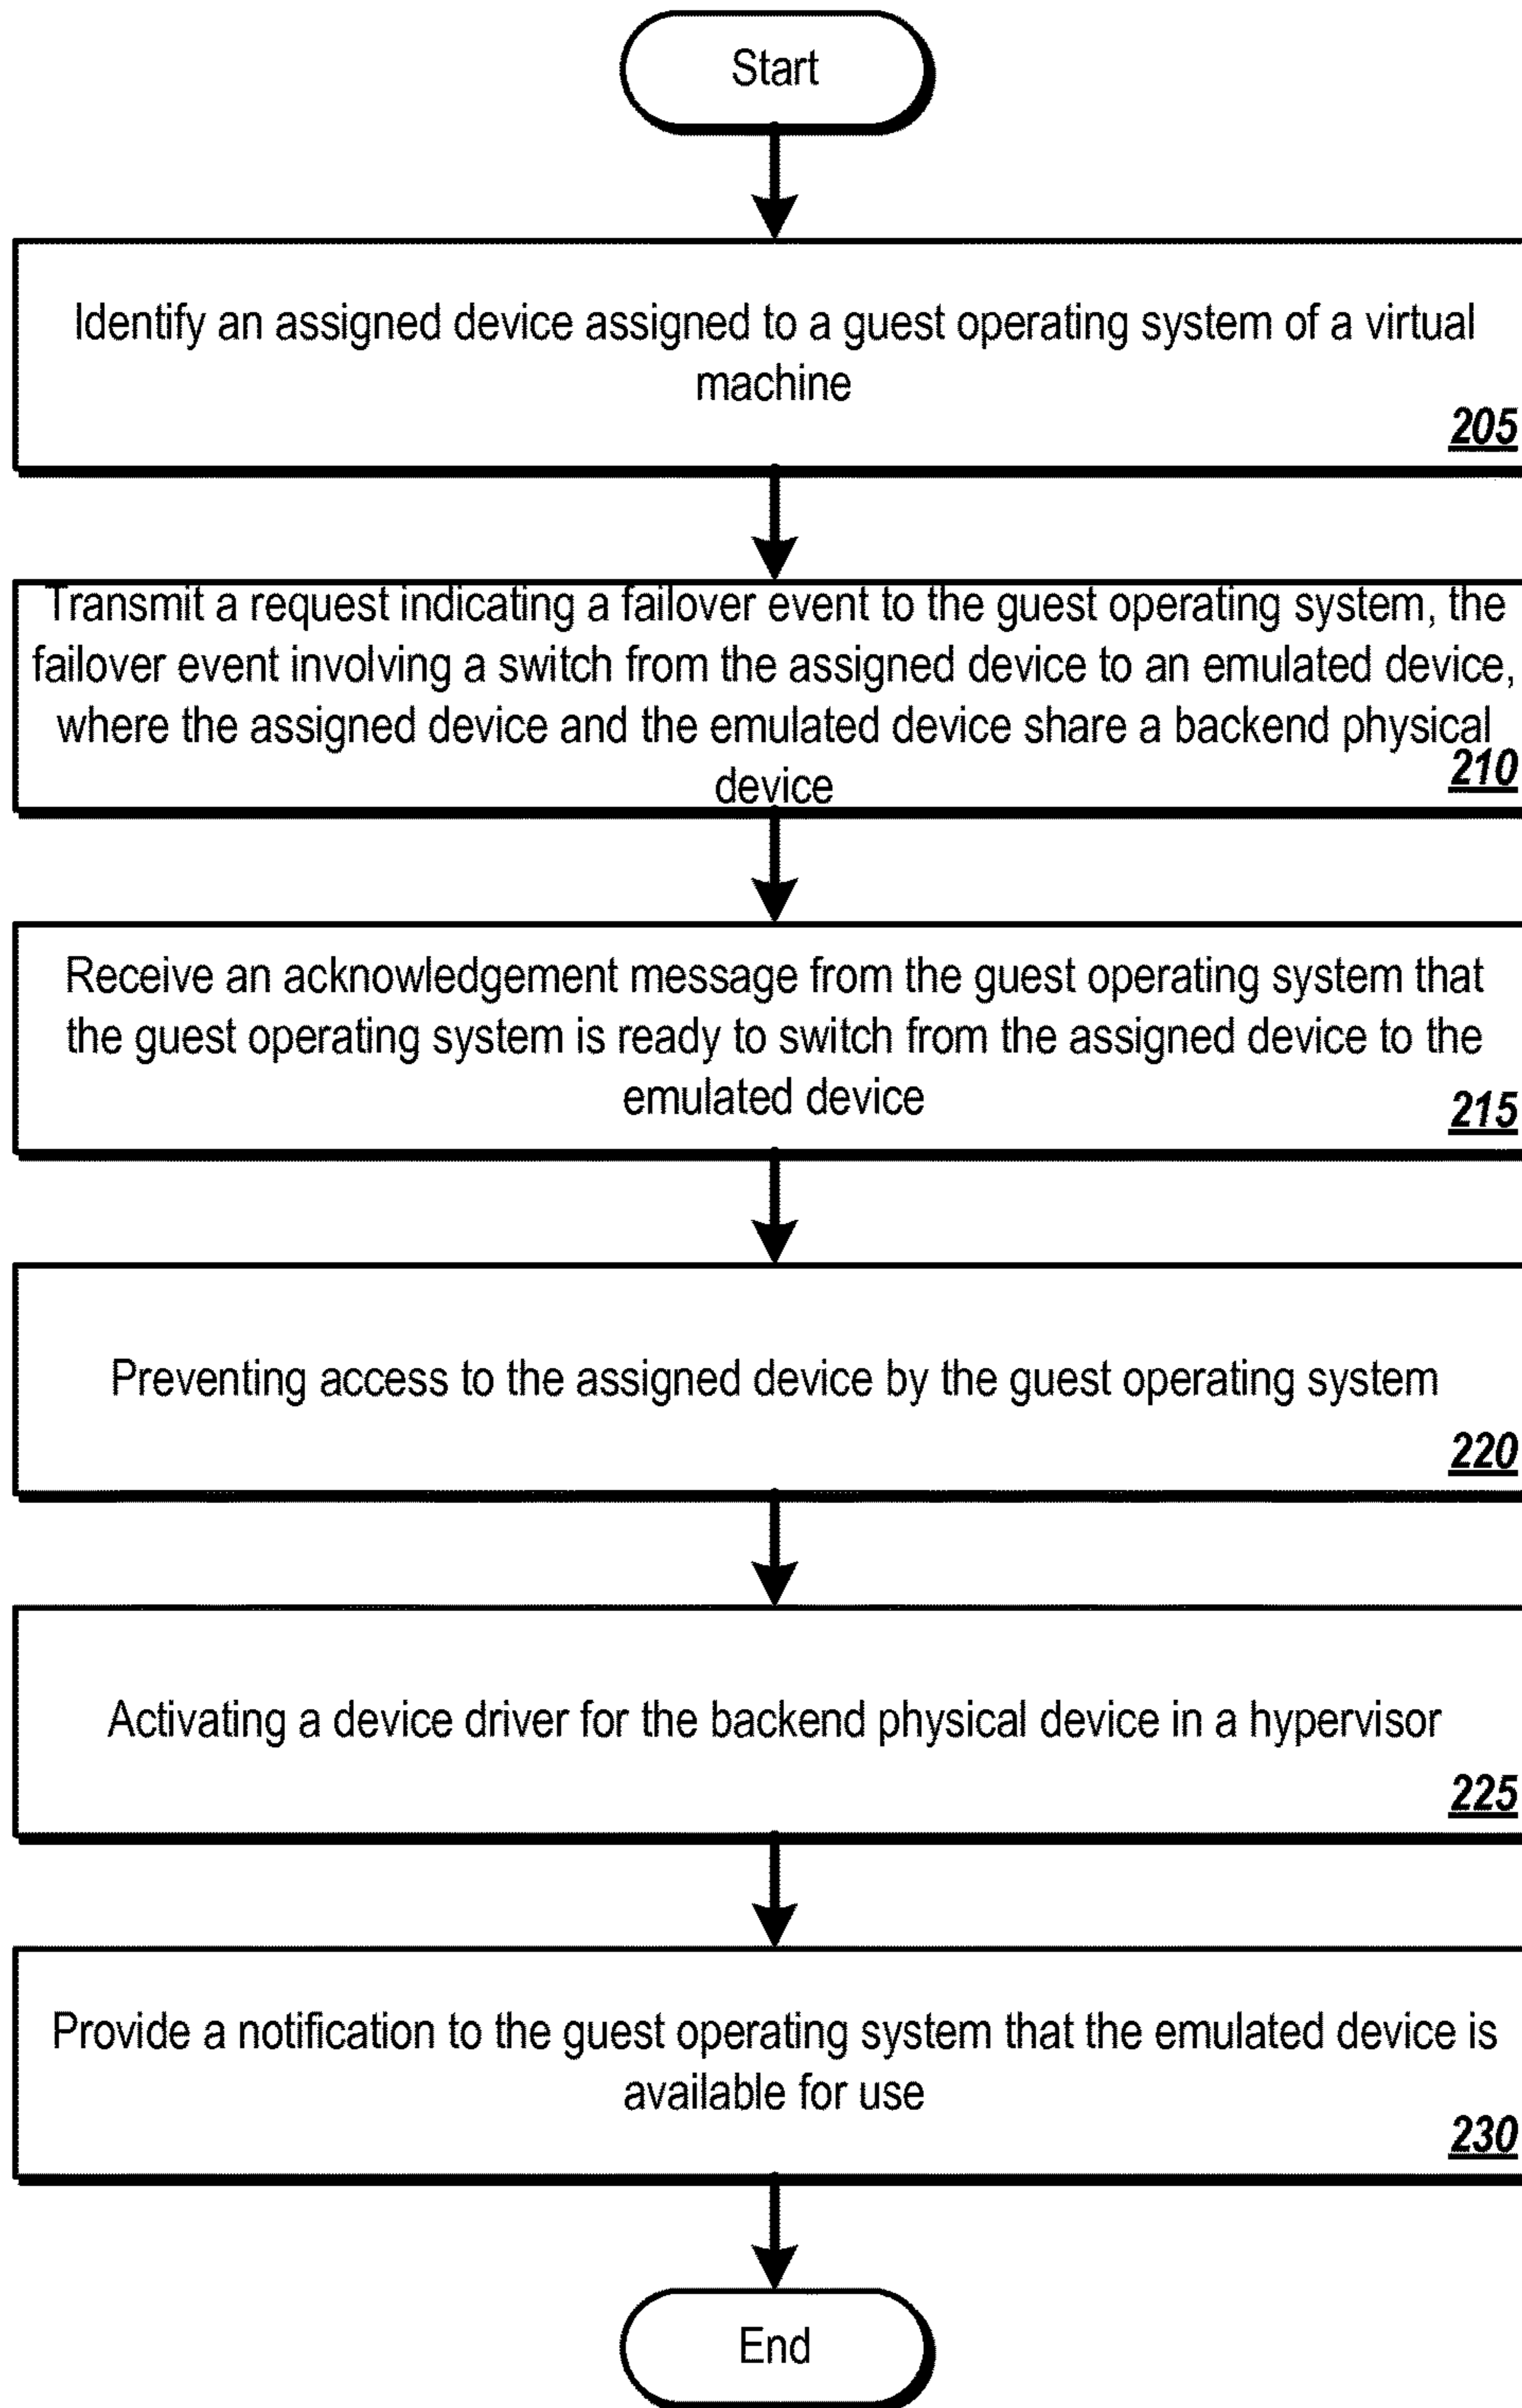 Start
Identify an assigned device assigned to a guest operating system of a virtual
machine
205
Transmit a request indicating a failover event to the guest operating system, the
failover event involving a switch from the assigned device to an emulated device,
where the assigned device and the emulated device share a backend physical
device
210
Receive an acknowledgement message from the guest operating system that
the guest operating system is ready to switch from the assigned device to the
emulated device
215
Preventing access to the assigned device by the guest operating system
220
Activating a device driver for the backend physical device in a hypervisor
225
Provide a notification to the guest operating system that the emulated device is
available for use
230
End